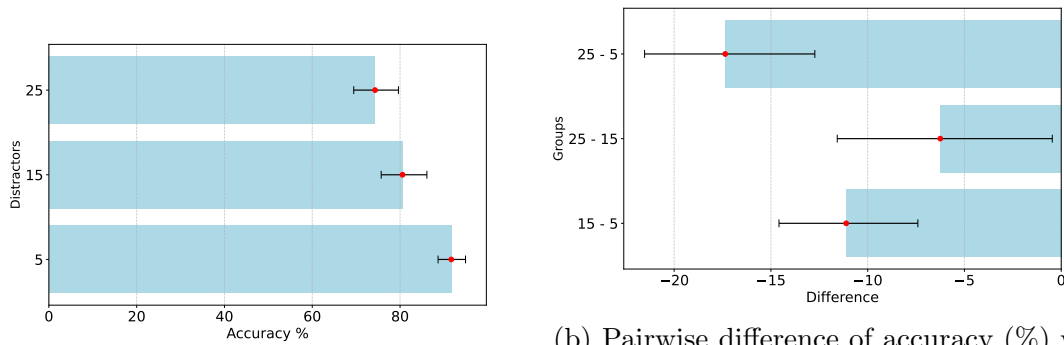 25
15
5
Distractors
0 20 40 60 80
Accuracy %
25 - 5
25 - 15
15 - 5
Groups
−20 −15 −10 −5 0
Difference
(b) Pairwise difference of accuracy (%)